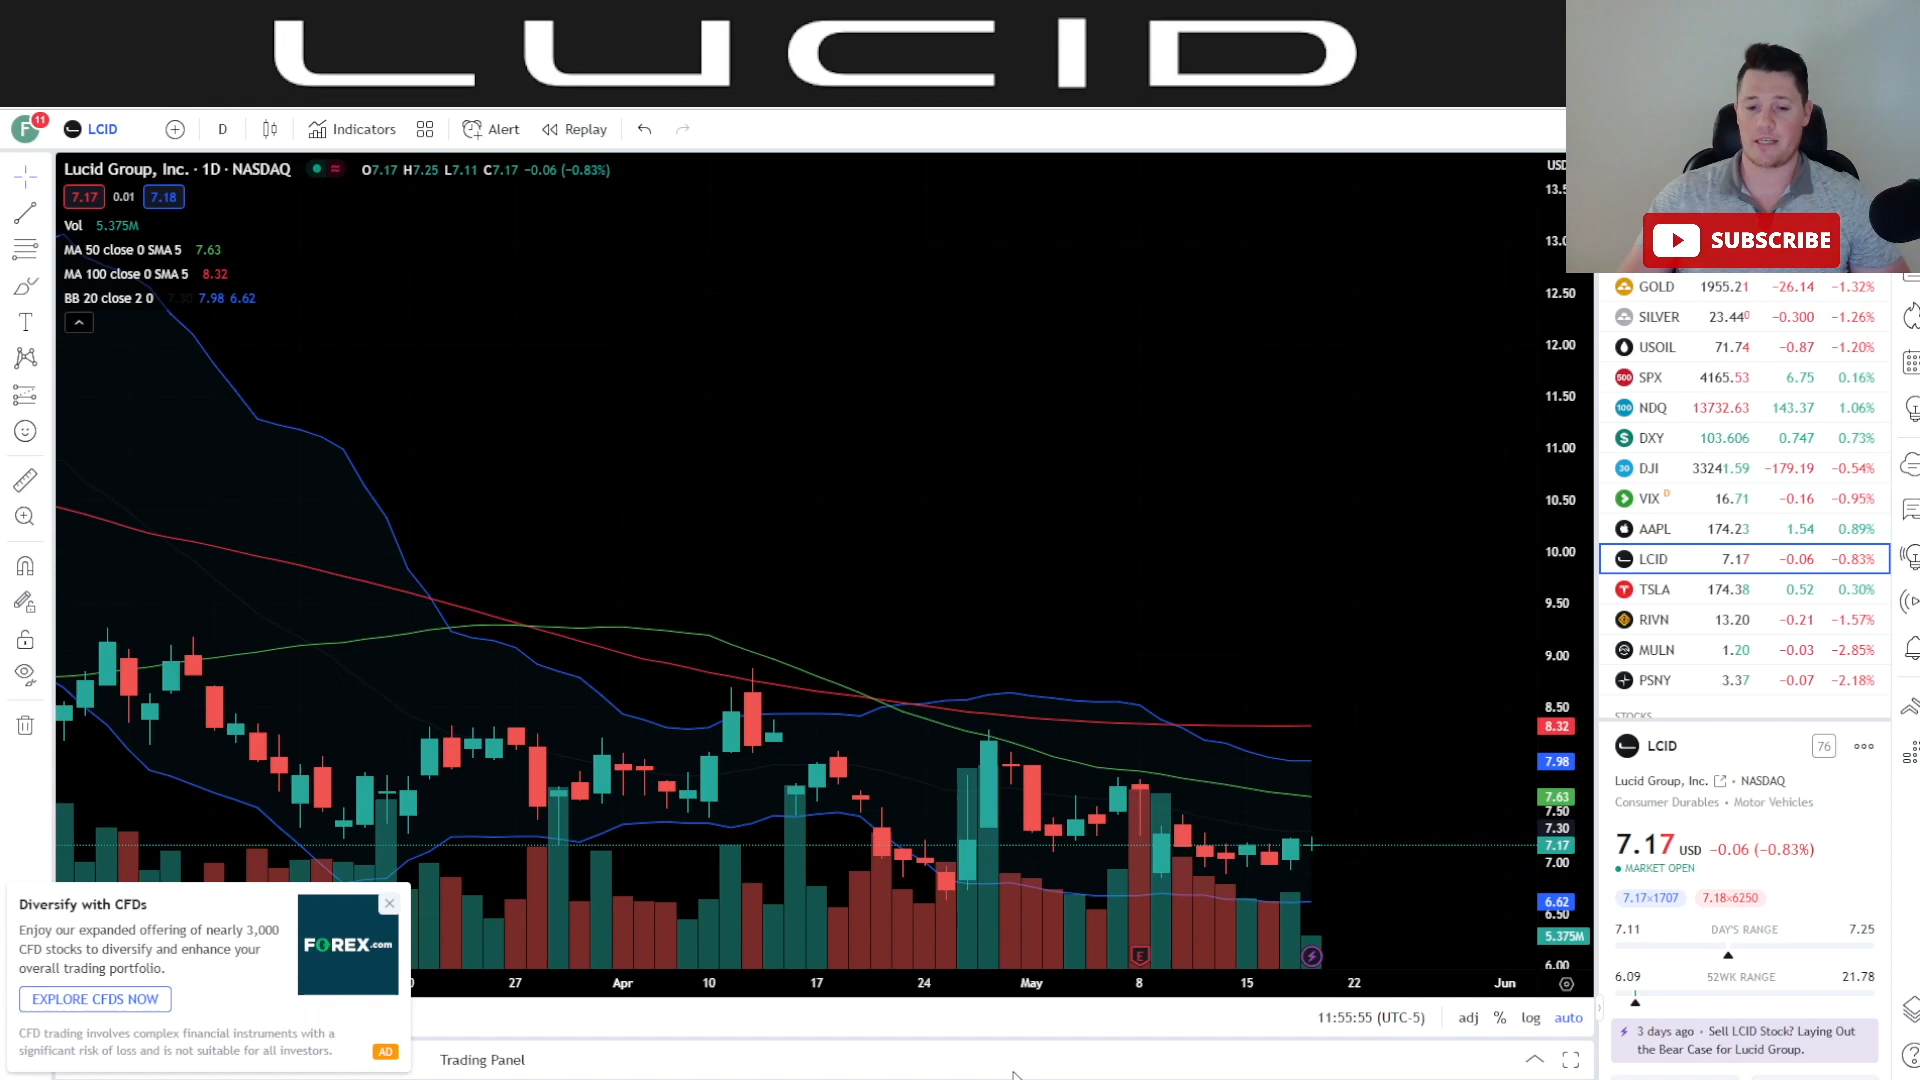 LUCID
F 11
LCID
D
Indicators
Alert
Replay
Lucid Group, Inc. · 1D · NASDAQ
O7.17 H7.25 L7.11 C7.17 −0.06 (−0.83%)
7.17 0.01 7.18
Vol 5.375M
MA 50 close 0 SMA 5 7.63
MA 100 close 0 SMA 5 8.32
BB 20 close 2 0 7.30 7.98 6.62
USD
13.5
13.0
12.50
12.00
11.50
11.00
10.50
10.00
9.50
9.00
8.50
8.32
7.98
7.63
7.50
7.30
7.17
7.00
6.62
6.50
5.375M
6.00
E
27 Apr 10 17 24 May 8 15 22 Jun
11:55:55 (UTC-5) adj % log auto
Trading Panel
Diversify with CFDs
Enjoy our expanded offering of nearly 3,000
CFD stocks to diversify and enhance your
overall trading portfolio.
EXPLORE CFDS NOW
CFD trading involves complex financial instruments with a
significant risk of loss and is not suitable for all investors.
FOREX.com
AD
SUBSCRIBE
GOLD 1955.21 −26.14 −1.32%
SILVER 23.440 −0.300 −1.26%
USOIL 71.74 −0.87 −1.20%
500 SPX 4165.53 6.75 0.16%
100 NDQ 13732.63 143.37 1.06%
DXY 103.606 0.747 0.73%
30 DJI 33241.59 −179.19 −0.54%
VIX D 16.71 −0.16 −0.95%
AAPL 174.23 1.54 0.89%
LCID 7.17 −0.06 −0.83%
TSLA 174.38 0.52 0.30%
RIVN 13.20 −0.21 −1.57%
MULN 1.20 −0.03 −2.85%
PSNY 3.37 −0.07 −2.18%
STOCKS
LCID 76
Lucid Group, Inc. • NASDAQ
Consumer Durables • Motor Vehicles
7.17 USD −0.06 (−0.83%)
MARKET OPEN
7.17×1707 7.18×6250
7.11 DAY'S RANGE 7.25
6.09 52WK RANGE 21.78
3 days ago • Sell LCID Stock? Laying Out
the Bear Case for Lucid Group.